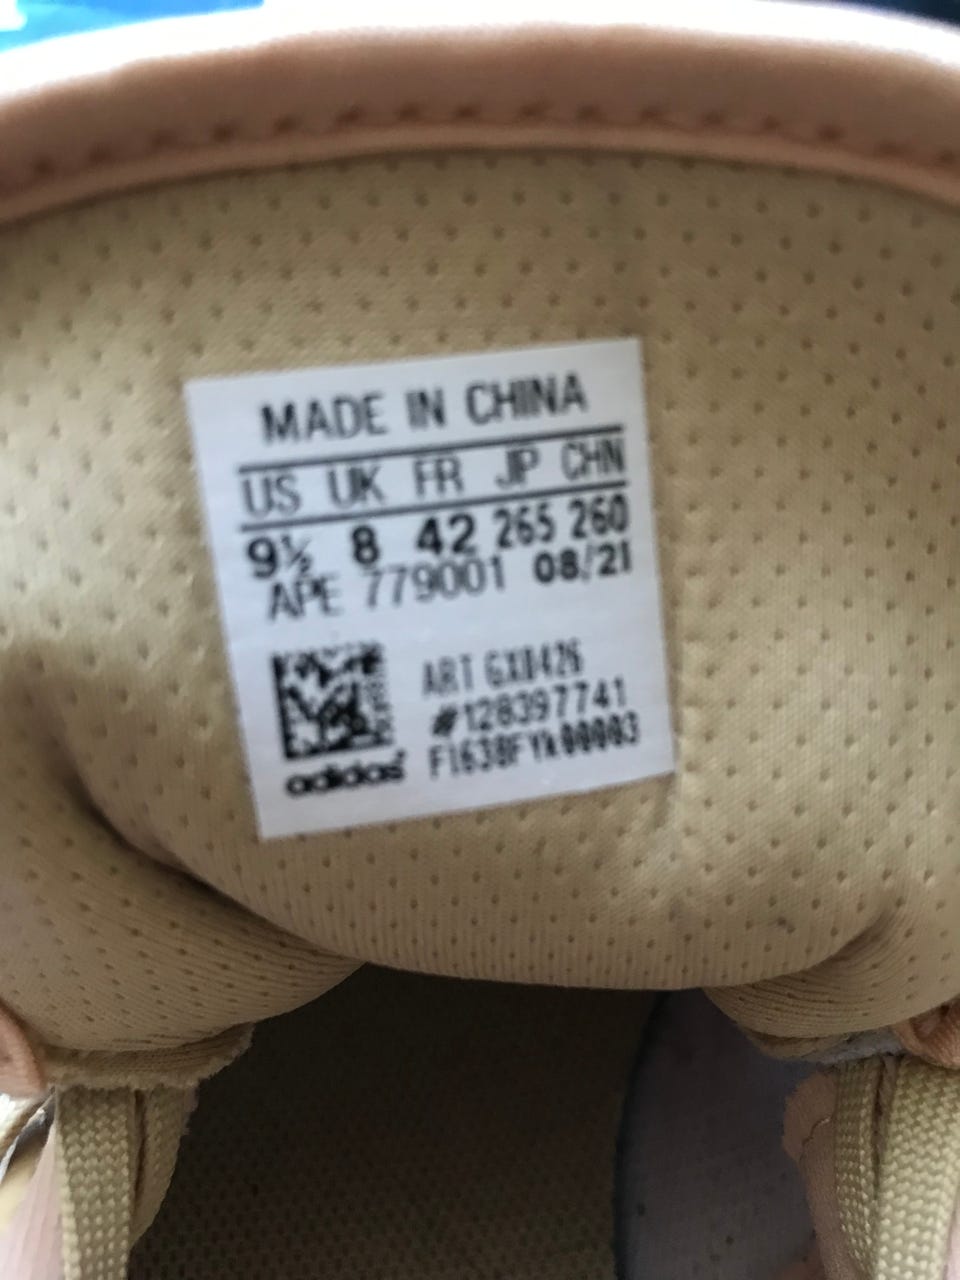 MADE IN CHINA
US UK FR JP CHN
9½ 8 42 265 260
APE 779001 08/21
ART GX0426
#128397741
adidas